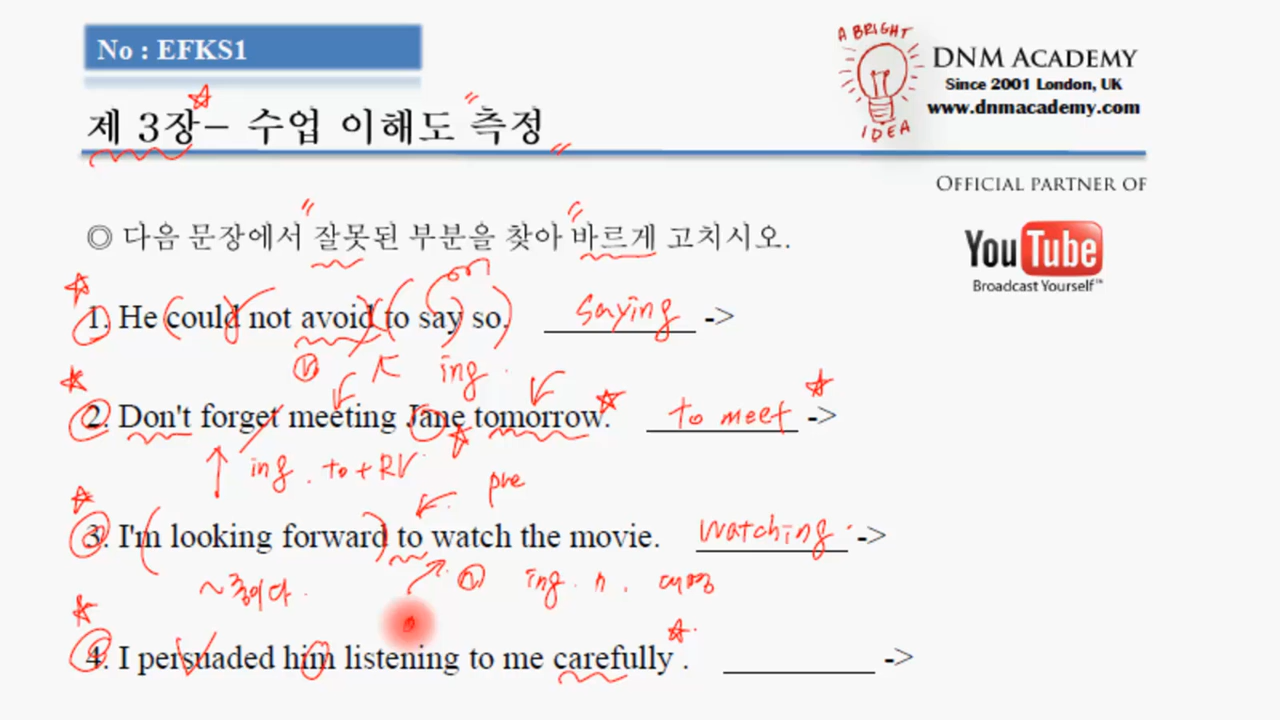 No : EFKS1
A BRIGHT
IDEA
DNM ACADEMY
Since 2001 London, UK
www.dnmacademy.com
제 3장 – 수업 이해도 측정
OFFICIAL PARTNER OF
YouTube
Broadcast Yourself™
◎ 다음 문장에서 잘못된 부분을 찾아 바르게 고치시오.
1. He could not avoid to say so. saying ->
ing
2. Don't forget meeting Jane tomorrow. to meet ->
ing . to + RV
pre
3. I'm looking forward to watch the movie. watching ->
ing . n .
4. I persuaded him listening to me carefully . ->